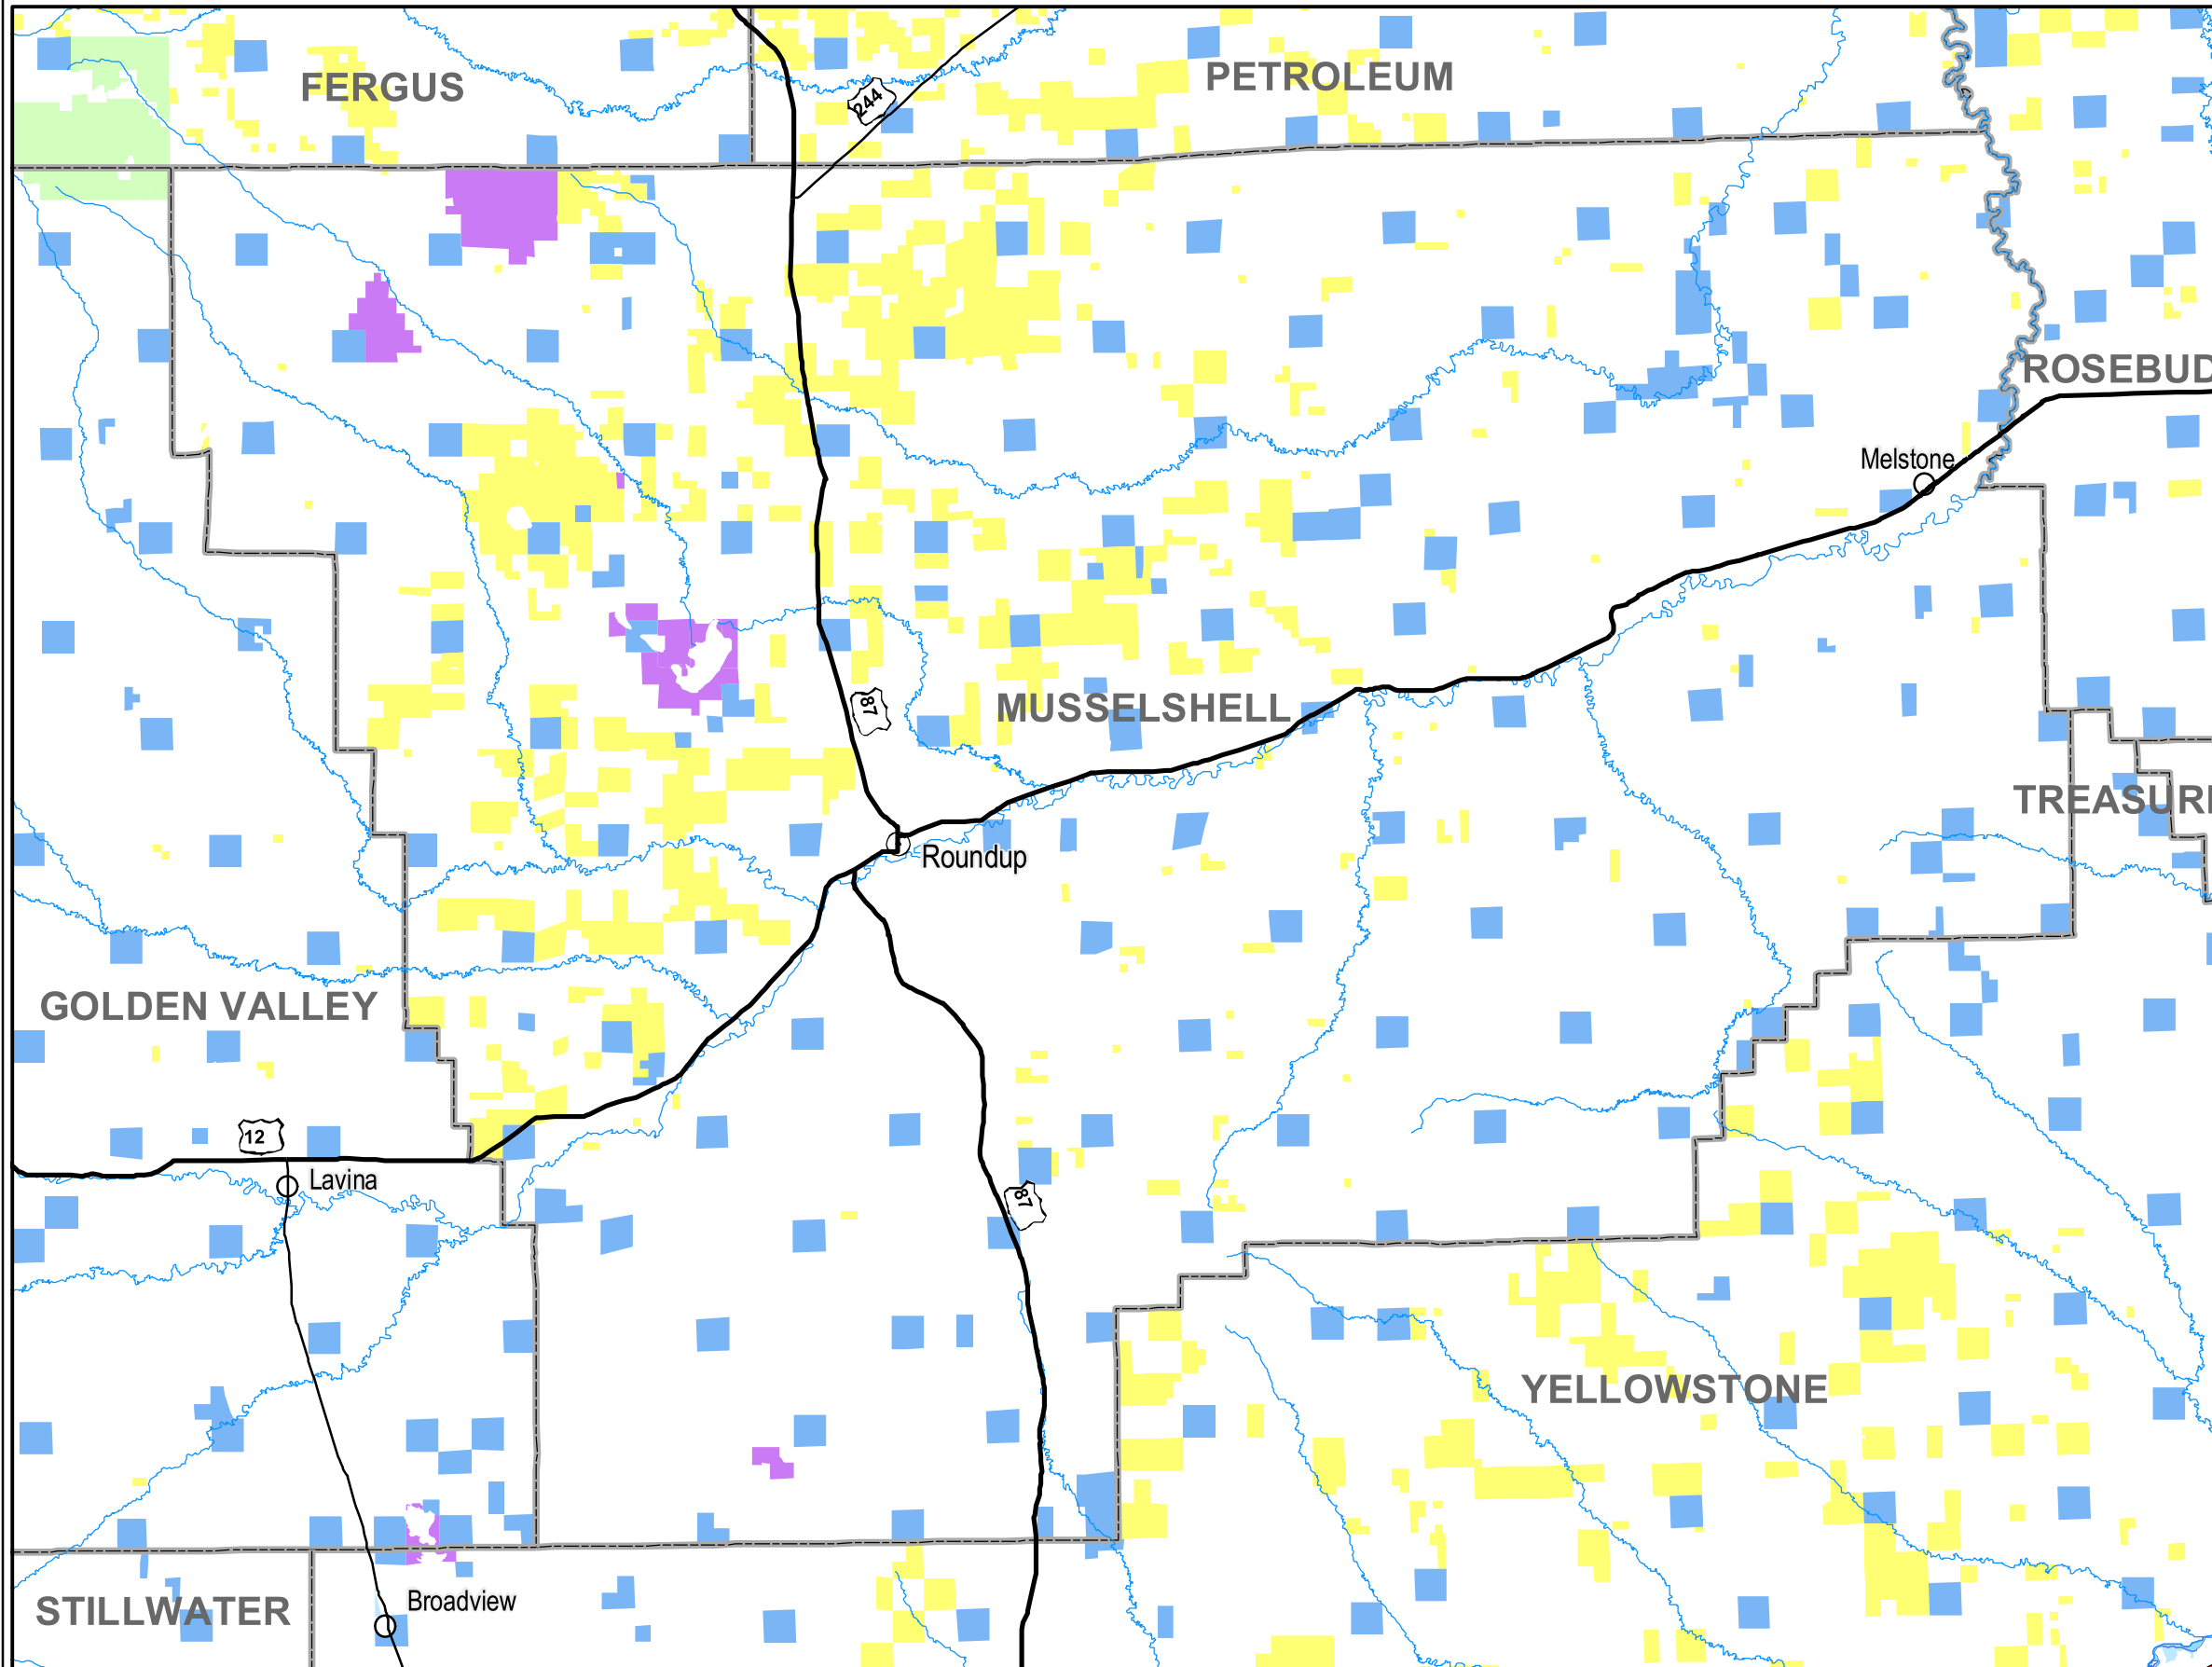 FERGUS
PETROLEUM
244
ROSEBUD
Melstone
87
MUSSELSHELL
TREASURE
Roundup
GOLDEN VALLEY
12
Lavina
87
YELLOWSTONE
Broadview
STILLWATER